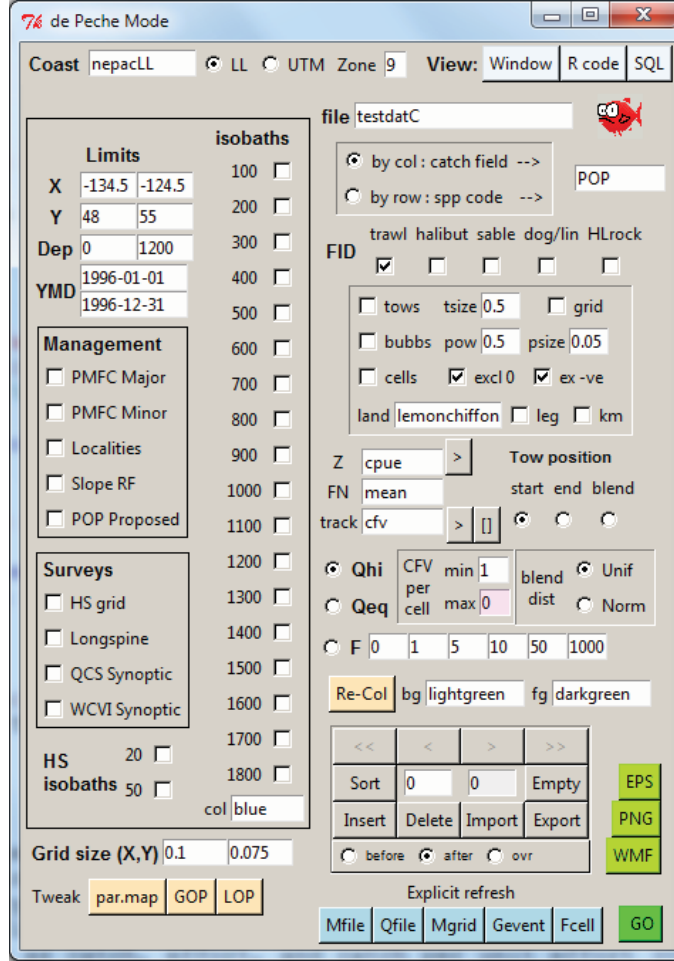 de Peche Mode
Coast nepacLL LL UTM Zone 9 View: Window R code SQL
file testdatC
isobaths
Limits
X -134.5 -124.5
Y 48 55
Dep 0 1200
YMD 1996-01-01
1996-12-31
100
200
300
400
500
600
700
800
900
1000
1100
1200
1300
1400
1500
1600
1700
1800
col blue
Management
PMFC Major
PMFC Minor
Localities
Slope RF
POP Proposed
Surveys
HS grid
Longspine
QCS Synoptic
WCVI Synoptic
HS isobaths 20
50
Grid size (X,Y) 0.1 0.075
Tweak par.map GOP LOP
by col : catch field -->
by row : spp code -->
POP
FID trawl halibut sable dog/lin HLrock
tows tsize 0.5 grid
bubbs pow 0.5 psize 0.05
cells excl 0 ex -ve
land lemonchiffon leg km
Z cpue > Tow position
FN mean start end blend
track cfv > []
Qhi CFV per cell min 1 blend dist Unif
Qeq max 0 Norm
F 0 1 5 10 50 1000
Re-Col bg lightgreen fg darkgreen
<< < > >>
Sort 0 0 Empty
Insert Delete Import Export
before after ovr
EPS
PNG
WMF
Explicit refresh
Mfile Qfile Mgrid Gevent Fcell GO